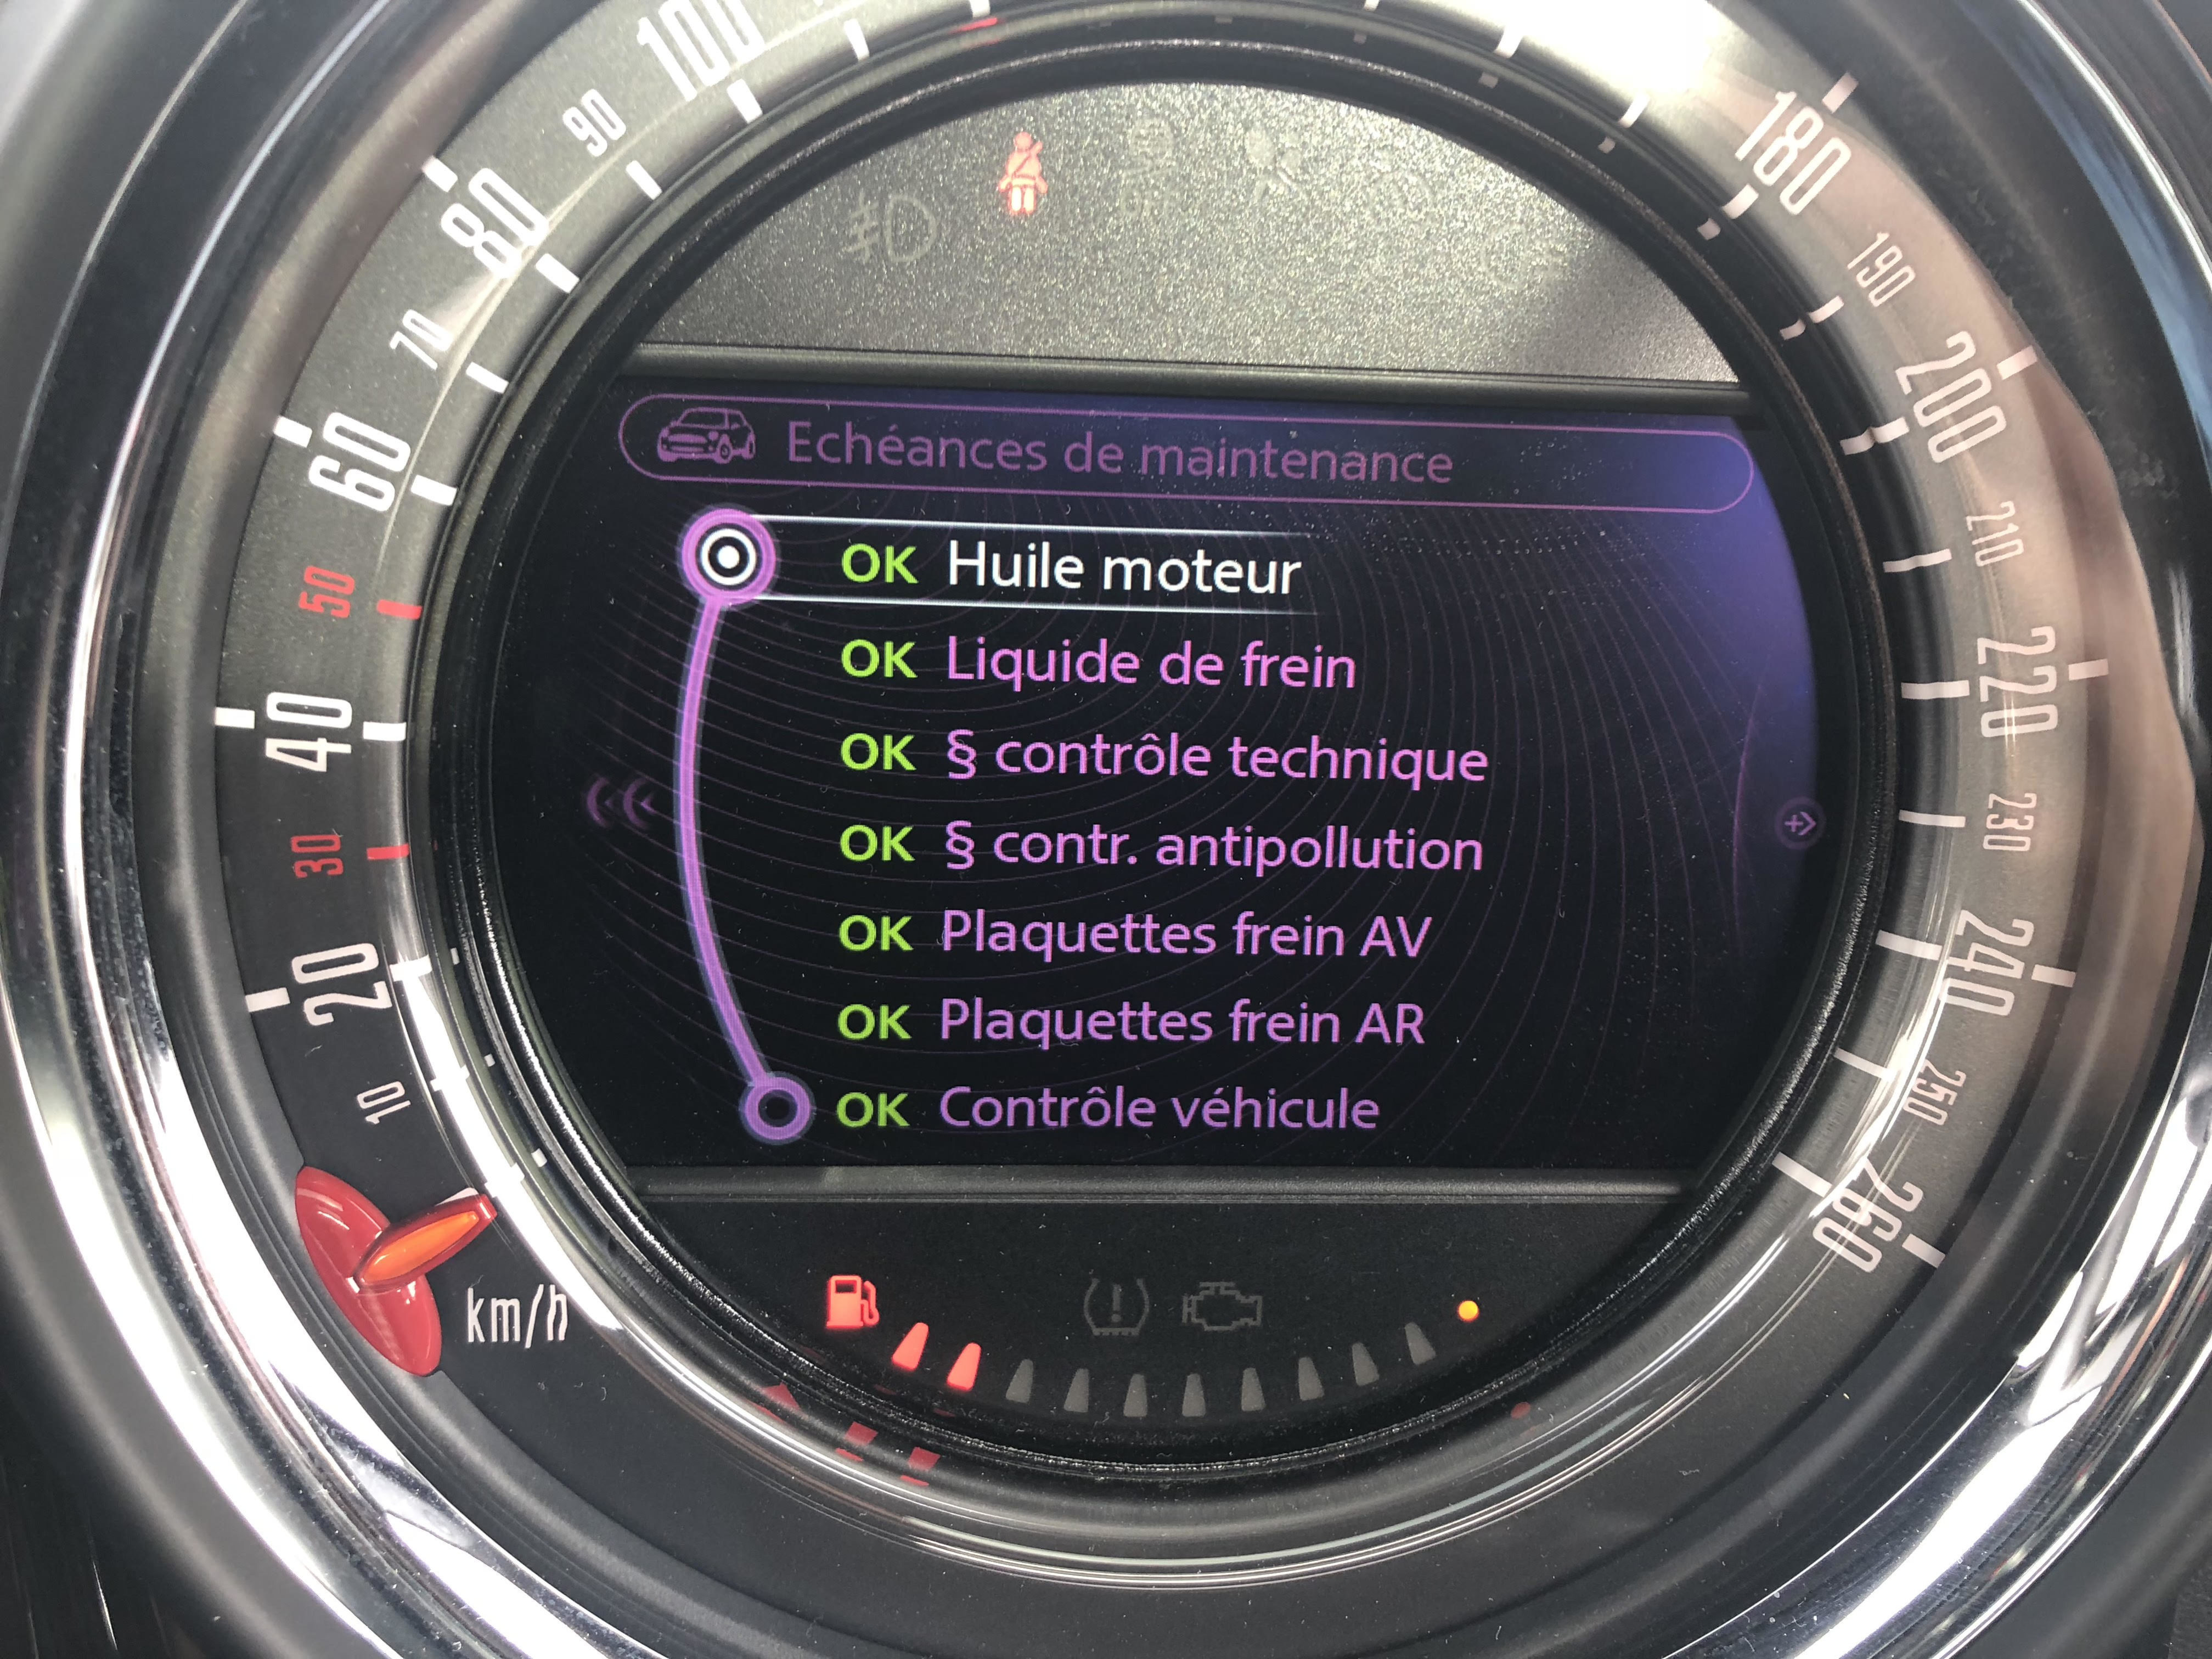 100
90
80
70
60
50
40
30
20
10
km/h
180
190
200
210
220
230
240
250
260
OFF
Echéances de maintenance
OK Huile moteur
OK Liquide de frein
OK § contrôle technique
OK § contr. antipollution
OK Plaquettes frein AV
OK Plaquettes frein AR
OK Contrôle véhicule